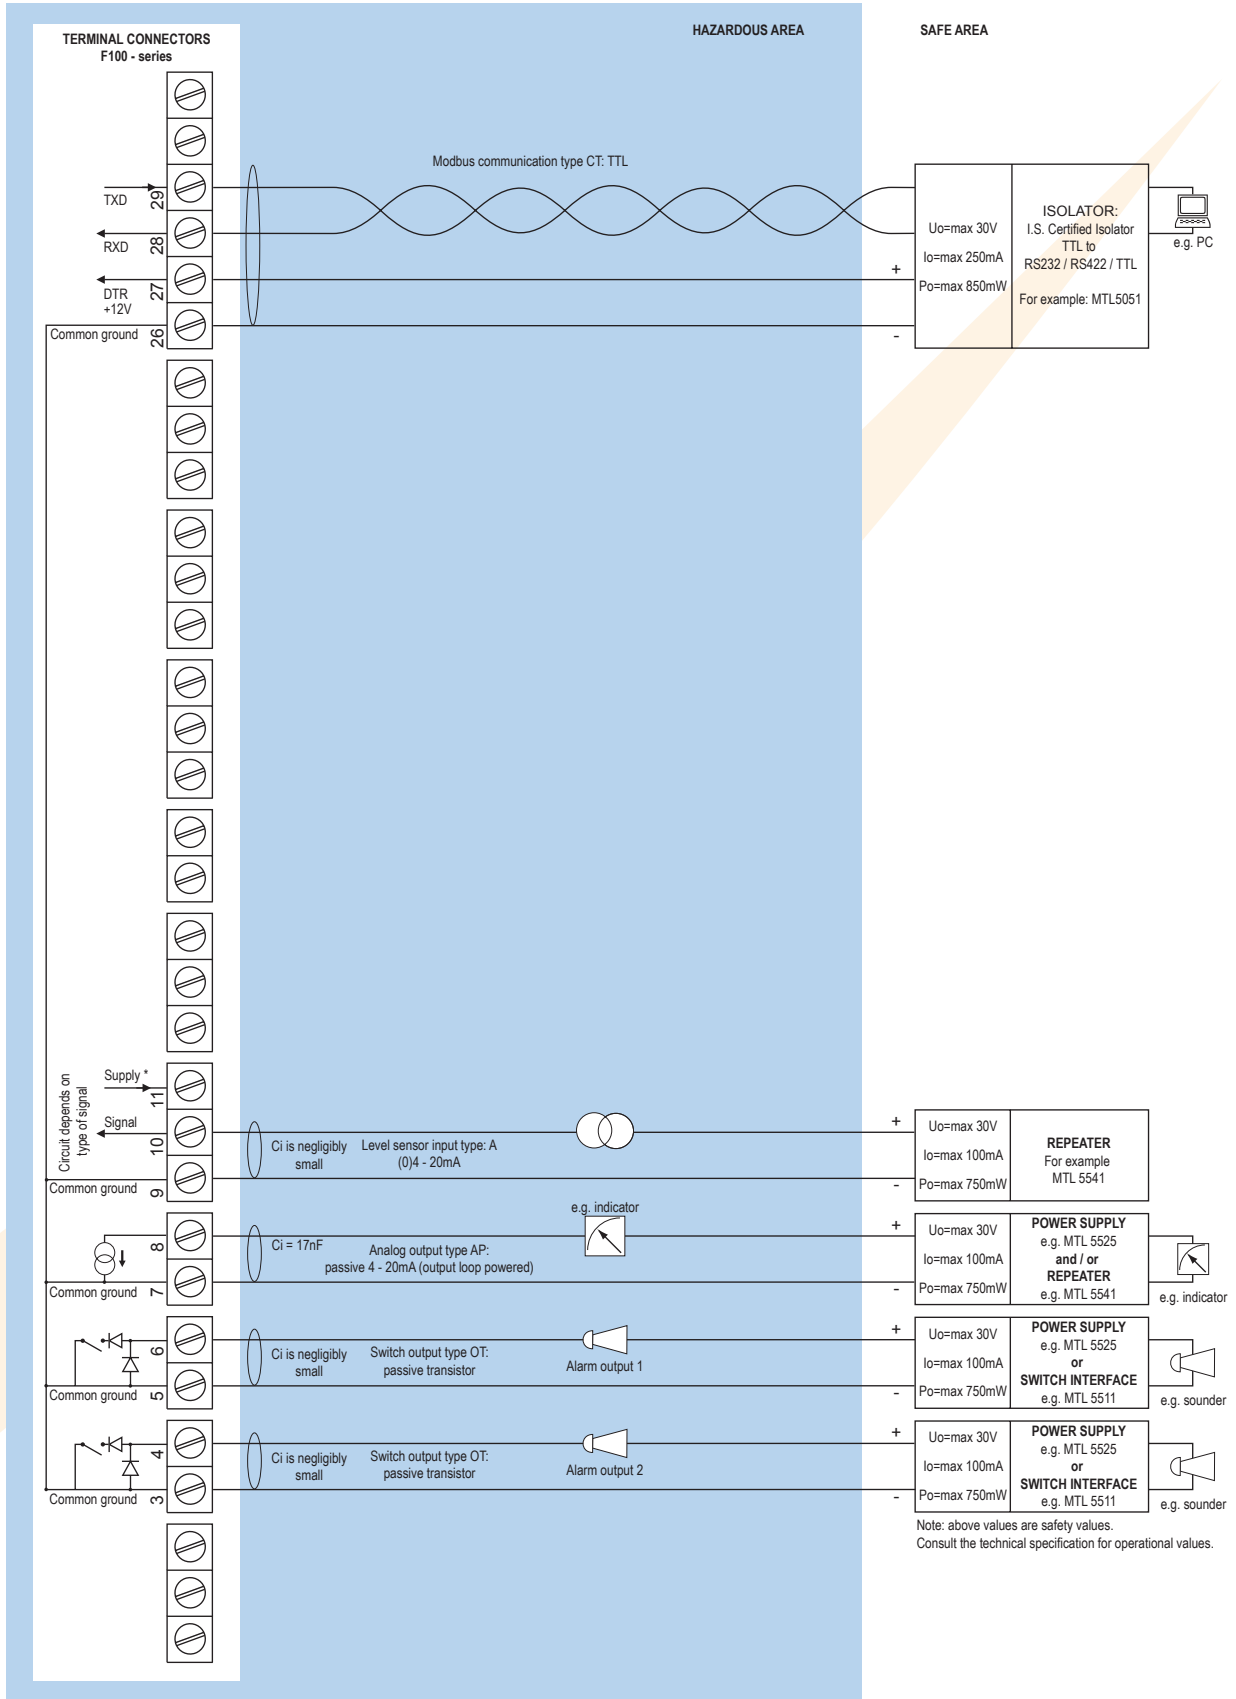 HAZARDOUS AREA
SAFE AREA
TERMINAL CONNECTORS
F100 - series
Modbus communication type CT: TTL
TXD
29
RXD
28
DTR
+12V
27
Common ground
26
+
-
Uo=max 30V
Io=max 250mA
Po=max 850mW
ISOLATOR:
I.S. Certified Isolator
TTL to
RS232 / RS422 / TTL
For example: MTL5051
e.g. PC
Circuit depends on
type of signal
Supply *
11
Signal
10
Common ground
9
Ci is negligibly
small
Level sensor input type: A
(0)4 - 20mA
+
-
Uo=max 30V
Io=max 100mA
Po=max 750mW
REPEATER
For example
MTL 5541
8
Common ground
7
Ci = 17nF
Analog output type AP:
passive 4 - 20mA (output loop powered)
e.g. indicator
+
-
Uo=max 30V
Io=max 100mA
Po=max 750mW
POWER SUPPLY
e.g. MTL 5525
and / or
REPEATER
e.g. MTL 5541
e.g. indicator
6
Common ground
5
Ci is negligibly
small
Switch output type OT:
passive transistor
Alarm output 1
+
-
Uo=max 30V
Io=max 100mA
Po=max 750mW
POWER SUPPLY
e.g. MTL 5525
or
SWITCH INTERFACE
e.g. MTL 5511
e.g. sounder
4
Common ground
3
Ci is negligibly
small
Switch output type OT:
passive transistor
Alarm output 2
+
-
Uo=max 30V
Io=max 100mA
Po=max 750mW
POWER SUPPLY
e.g. MTL 5525
or
SWITCH INTERFACE
e.g. MTL 5511
e.g. sounder
Note: above values are safety values.
Consult the technical specification for operational values.